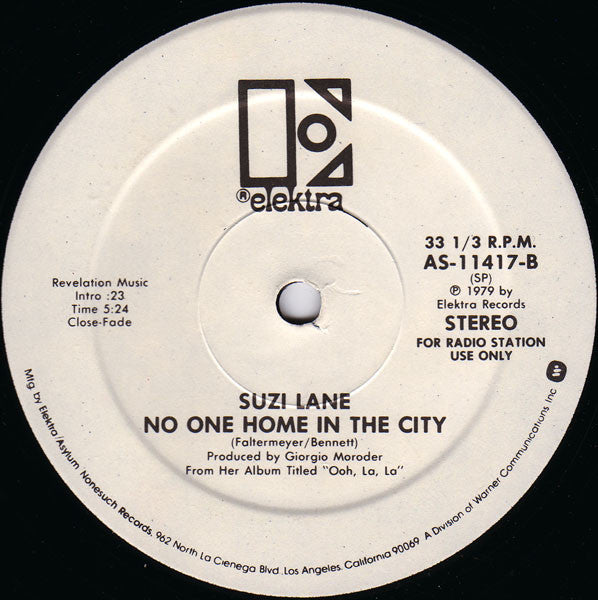 ® elektra
33 1/3 R.P.M.
AS-11417-B
(SP)
℗ 1979 by
Elektra Records
STEREO
FOR RADIO STATION
USE ONLY
Revelation Music
Intro :23
Time 5:24
Close-Fade
SUZI LANE
NO ONE HOME IN THE CITY
(Faltermeyer/Bennett)
Produced by Giorgio Moroder
From Her Album Titled "Ooh, La, La"
Mfg. by Elektra/Asylum Nonesuch Records, 962 North La Cienega Blvd., Los Angeles, California 90069 A Division of Warner Communications Inc